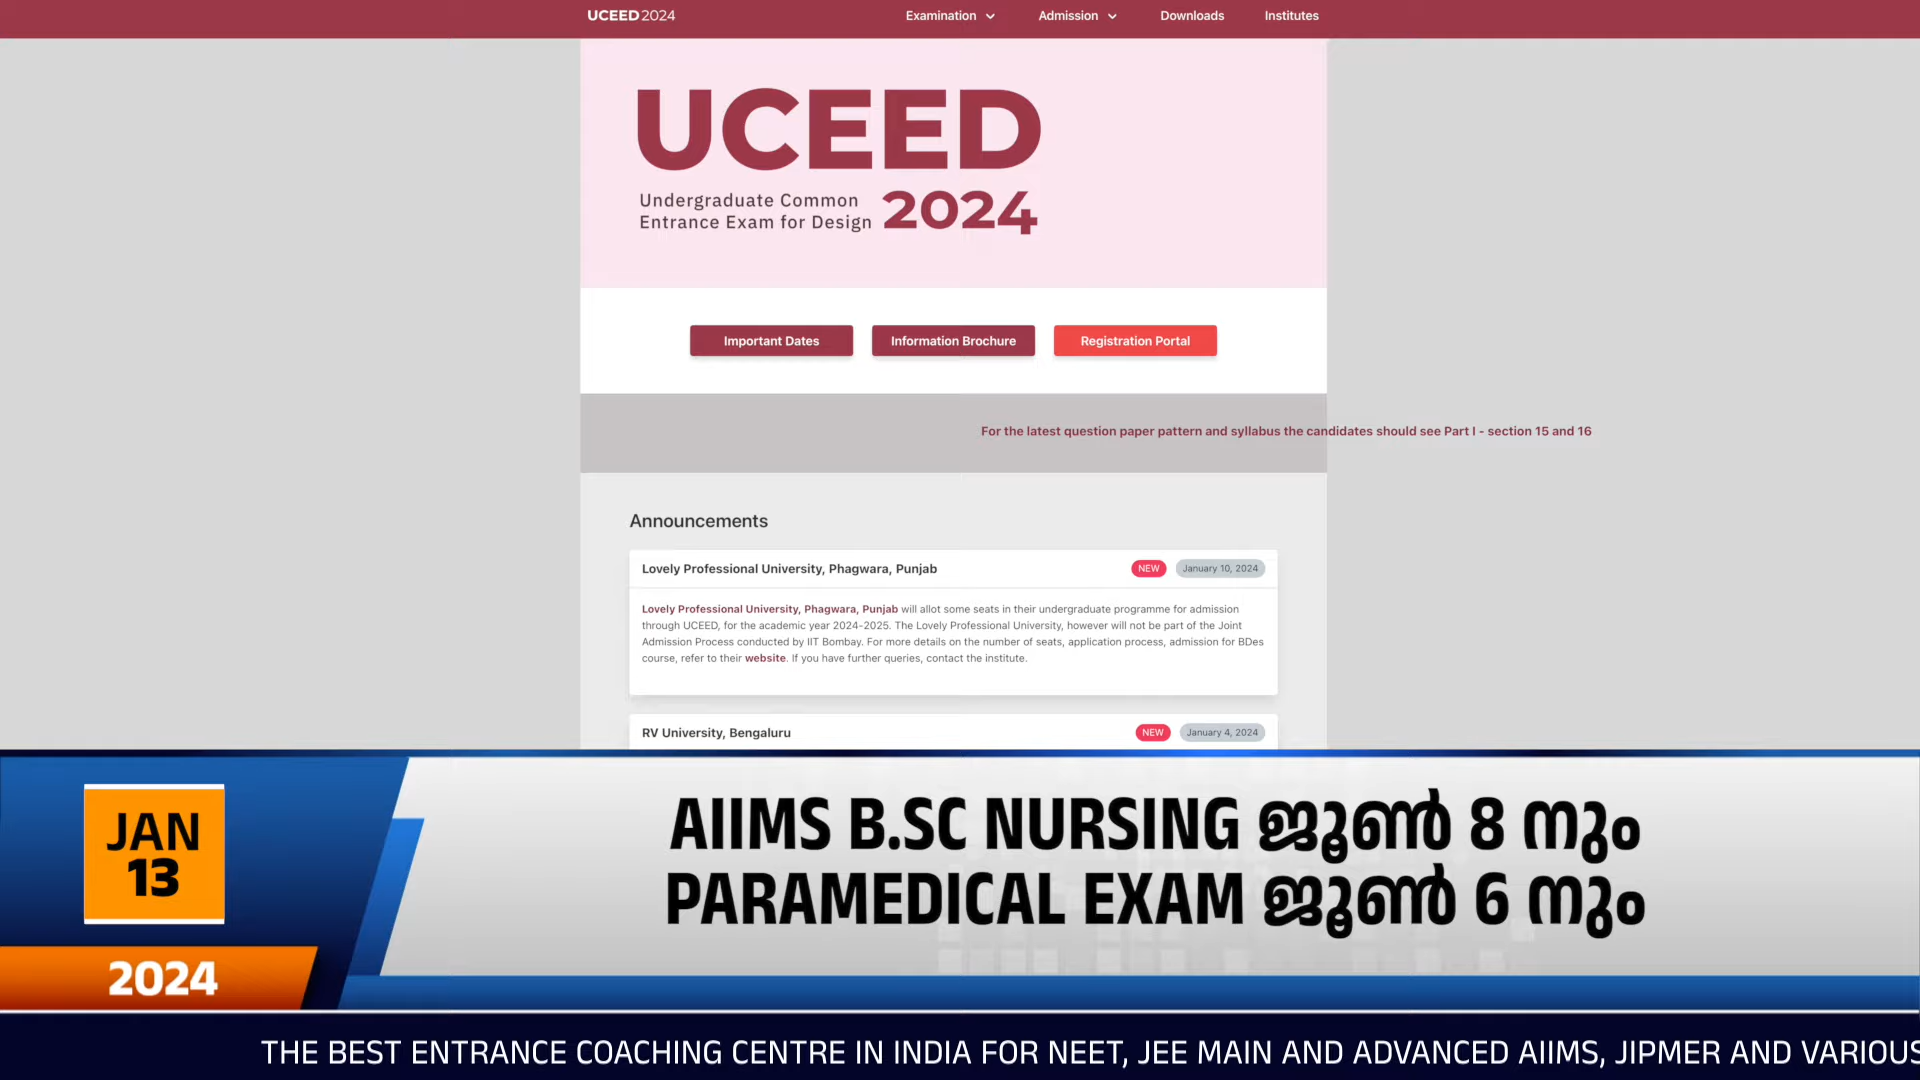 UCEED2024
Examination
Admission
Downloads
Institutes
UCEED
Undergraduate Common
Entrance Exam for Design
2024
Important Dates
Information Brochure
Registration Portal
For the latest question paper pattern and syllabus the candidates should see Part I - section 15 and 16
Announcements
Lovely Professional University, Phagwara, Punjab
NEW
January 10, 2024
Lovely Professional University, Phagwara, Punjab will allot some seats in their undergraduate programme for admission
through UCEED, for the academic year 2024-2025. The Lovely Professional University, however will not be part of the Joint
Admission Process conducted by IIT Bombay. For more details on the number of seats, application process, admission for BDes
course, refer to their website. If you have further queries, contact the institute.
RV University, Bengaluru
NEW
January 4, 2024
JAN
13
2024
AIIMS B.SC NURSING ജൂൺ 8 നും
PARAMEDICAL EXAM ജൂൺ 6 നും
THE BEST ENTRANCE COACHING CENTRE IN INDIA FOR NEET, JEE MAIN AND ADVANCED AIIMS, JIPMER AND VARIOUS